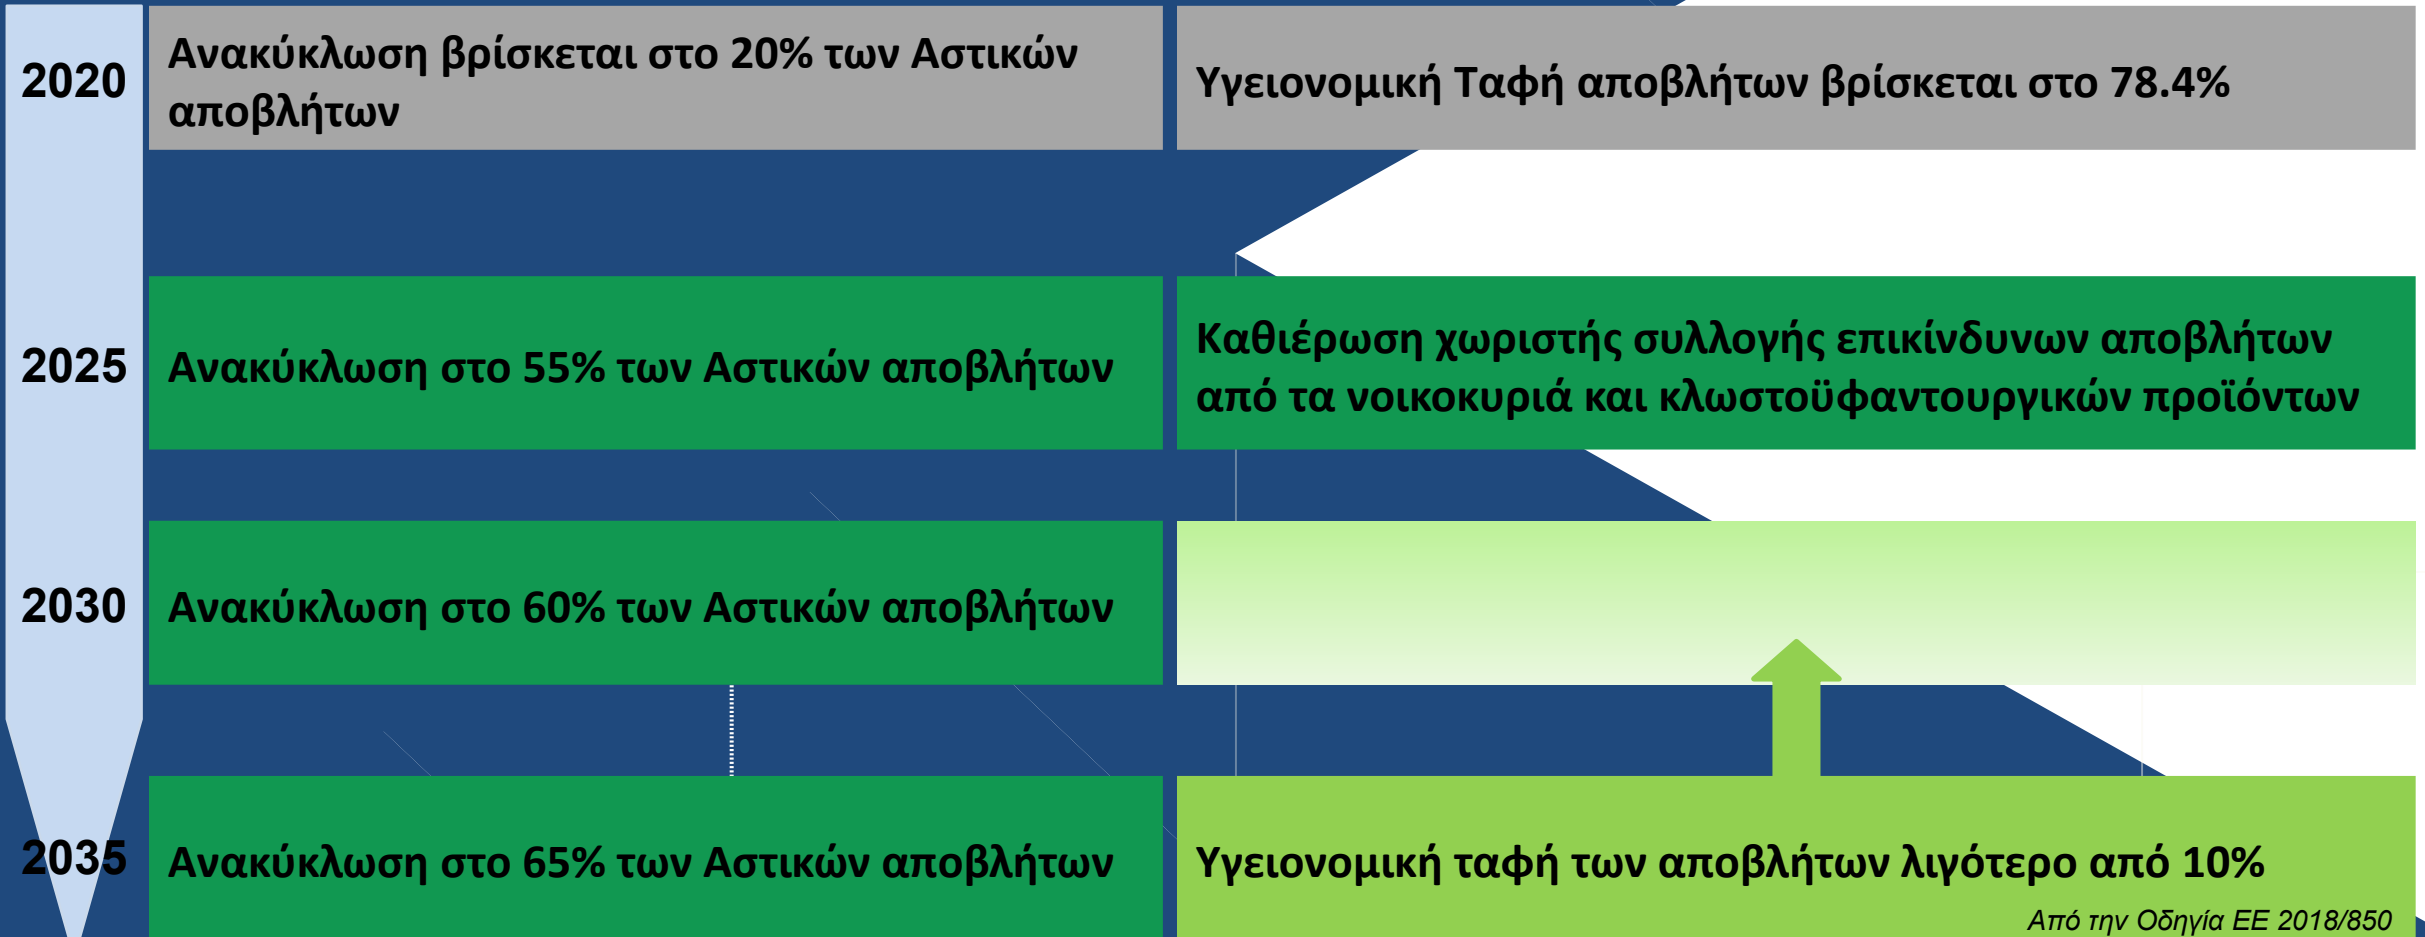 2020
Ανακύκλωση βρίσκεται στο 20% των Αστικών
αποβλήτων
Υγειονομική Ταφή αποβλήτων βρίσκεται στο 78.4%
2025
Ανακύκλωση στο 55% των Αστικών αποβλήτων
Καθιέρωση χωριστής συλλογής επικίνδυνων αποβλήτων
από τα νοικοκυριά και κλωστοϋφαντουργικών προϊόντων
2030
Ανακύκλωση στο 60% των Αστικών αποβλήτων
2035
Ανακύκλωση στο 65% των Αστικών αποβλήτων
Υγειονομική ταφή των αποβλήτων λιγότερο από 10%
Από την Οδηγία ΕΕ 2018/850